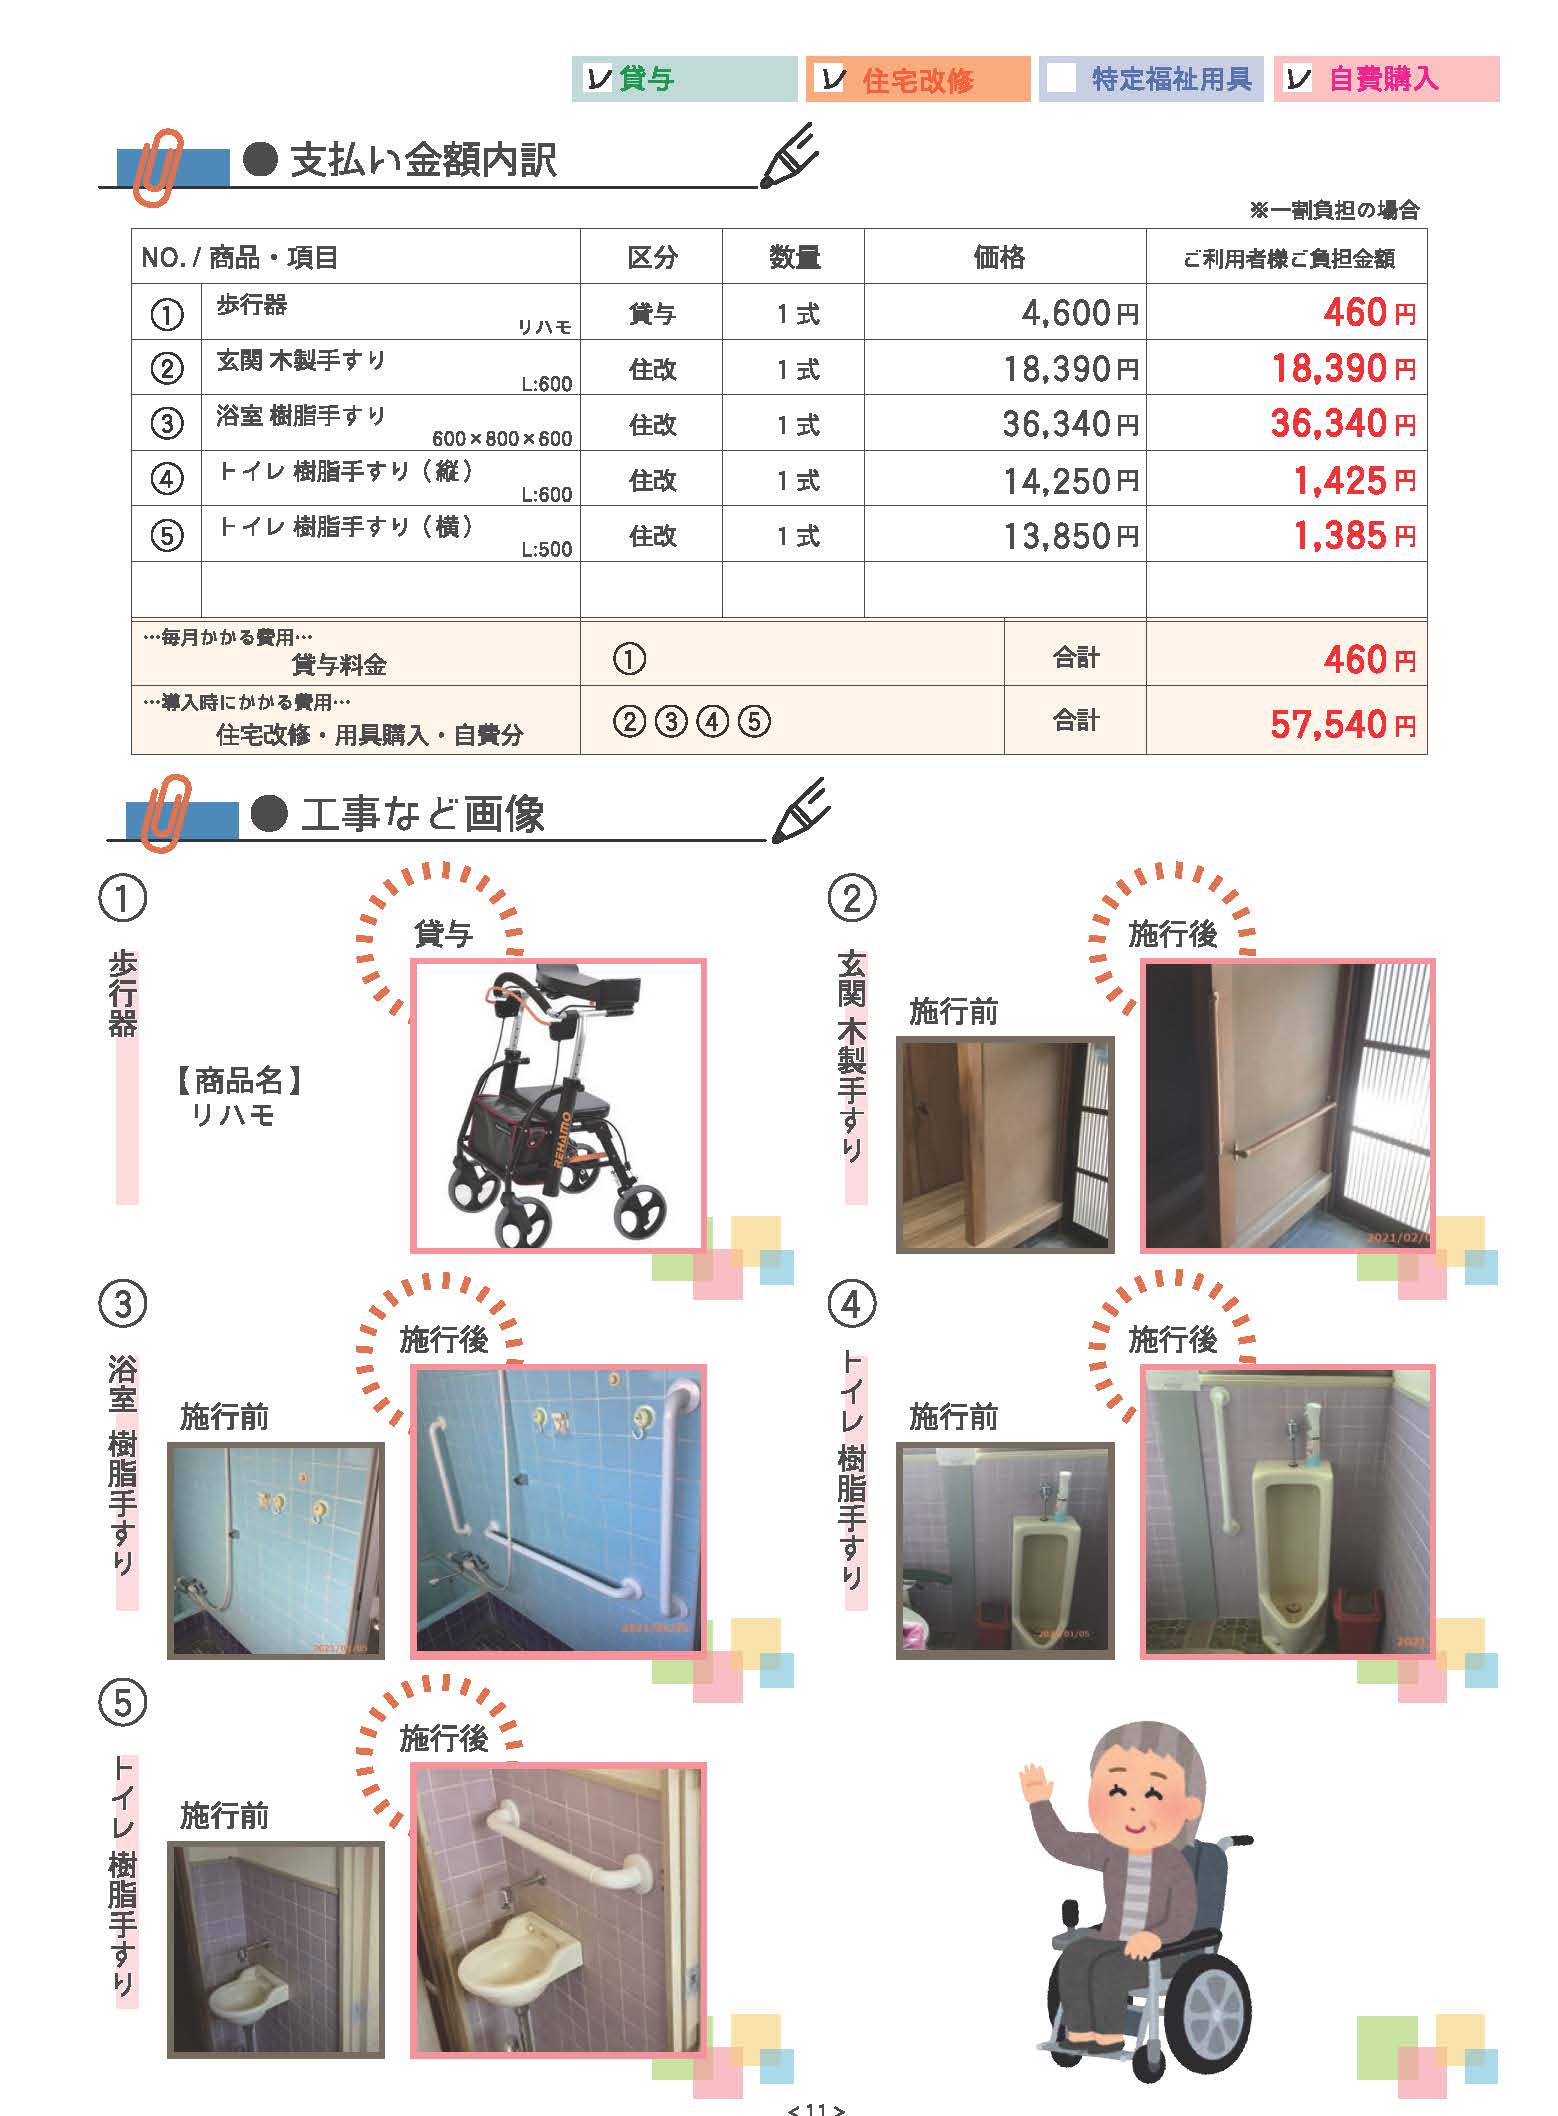 レ 貸与
レ 住宅改修
特定福祉用具
レ 自費購入
● 支払い金額内訳
※一割負担の場合
NO. / 商品・項目 区分 数量 価格 ご利用者様ご負担金額
① 歩行器 リハモ 貸与 1 式 4,600円 460円
② 玄関 木製手すり L:600 住改 1 式 18,390円 18,390円
③ 浴室 樹脂手すり 600×800×600 住改 1 式 36,340円 36,340円
④ トイレ 樹脂手すり（縦） L:600 住改 1 式 14,250円 1,425円
⑤ トイレ 樹脂手すり（横） L:500 住改 1 式 13,850円 1,385円
…毎月かかる費用…
貸与料金 ① 合計 460円
…導入時にかかる費用…
住宅改修・用具購入・自費分 ②③④⑤ 合計 57,540円
● 工事など画像
①
歩行器
【商品名】
リハモ
貸与
REHAMO
②
玄関 木製手すり
施行前
施行後
2021/02/0
③
浴室 樹脂手すり
施行前
2021/01/05
施行後
④
トイレ 樹脂手すり
施行前
施行後
2021
⑤
トイレ 樹脂手すり
施行前
施行後
<11>